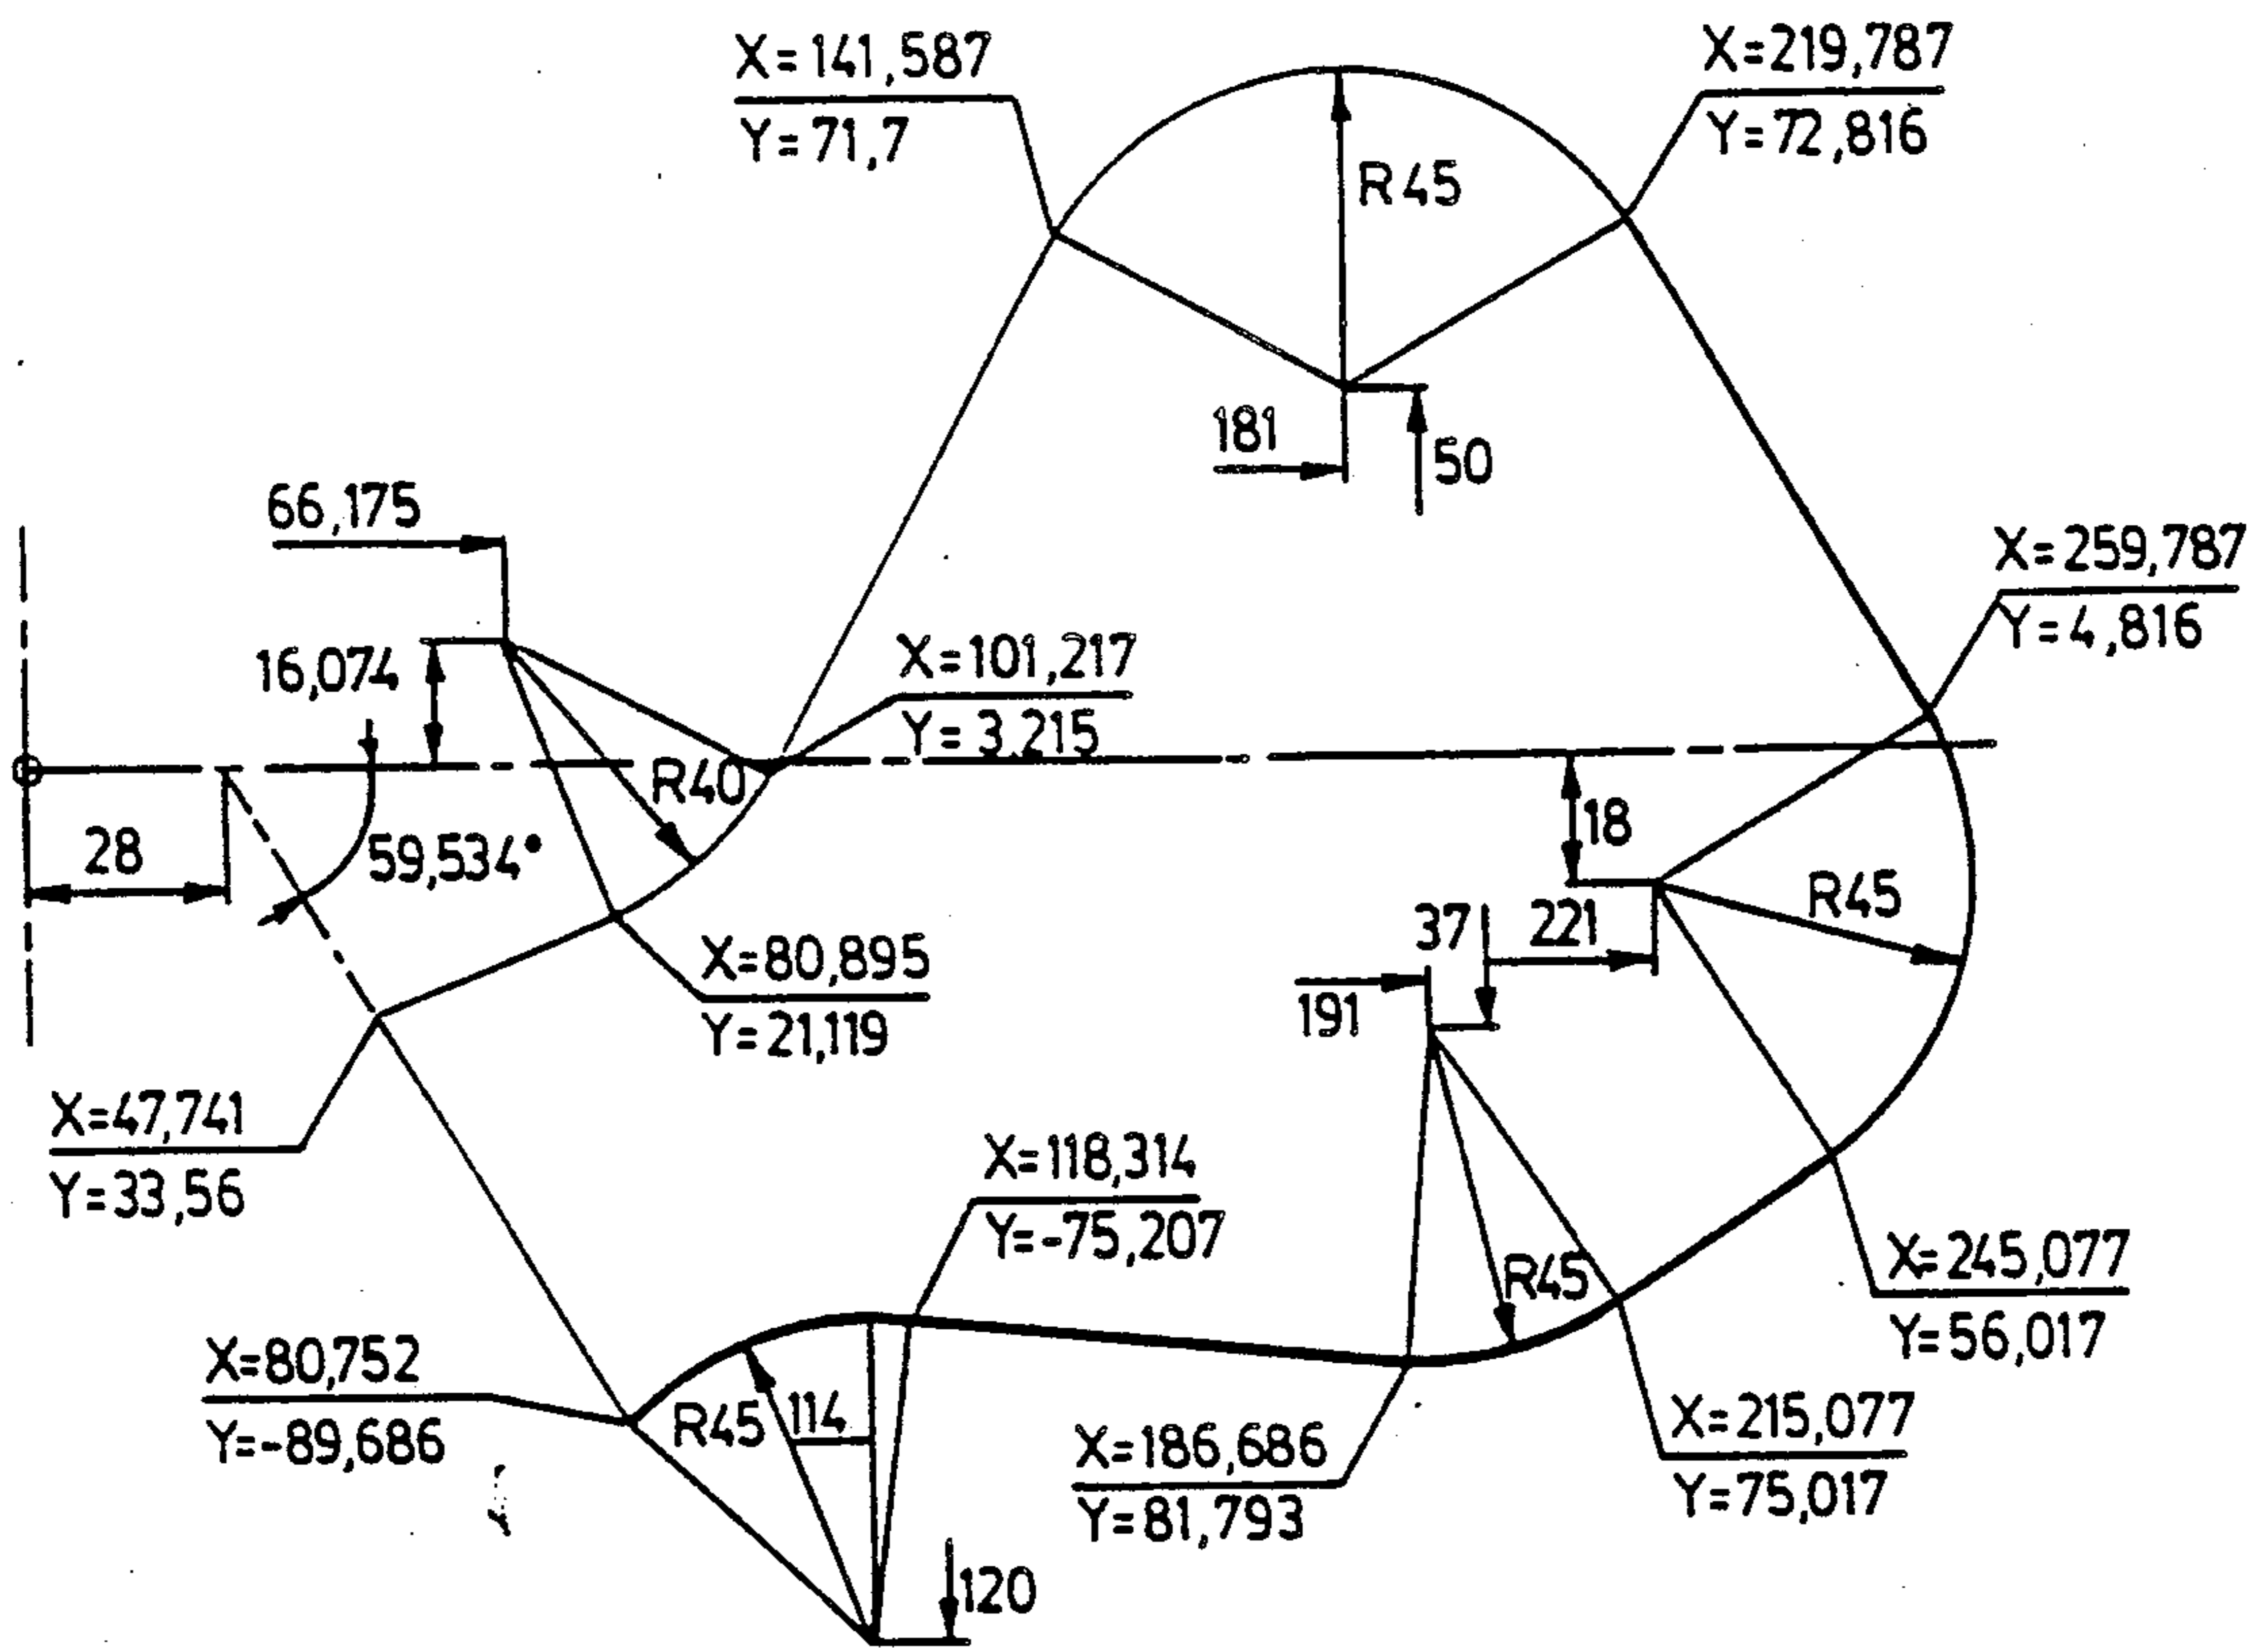 X=141,587
Y=71,7
X=219,787
Y=72,816
R45
181
50
66,175
X=259,787
Y=4,816
16,074
X=101,217
Y=3,215
R40
28
59,534°
18
R45
37
221
191
X=80,895
Y=21,119
X=47,741
Y=33,56
X=118,314
Y=-75,207
R45
X=245,077
Y=56,017
X=80,752
Y=-89,686
R45
114
X=186,686
Y=81,793
X=215,077
Y=75,017
120